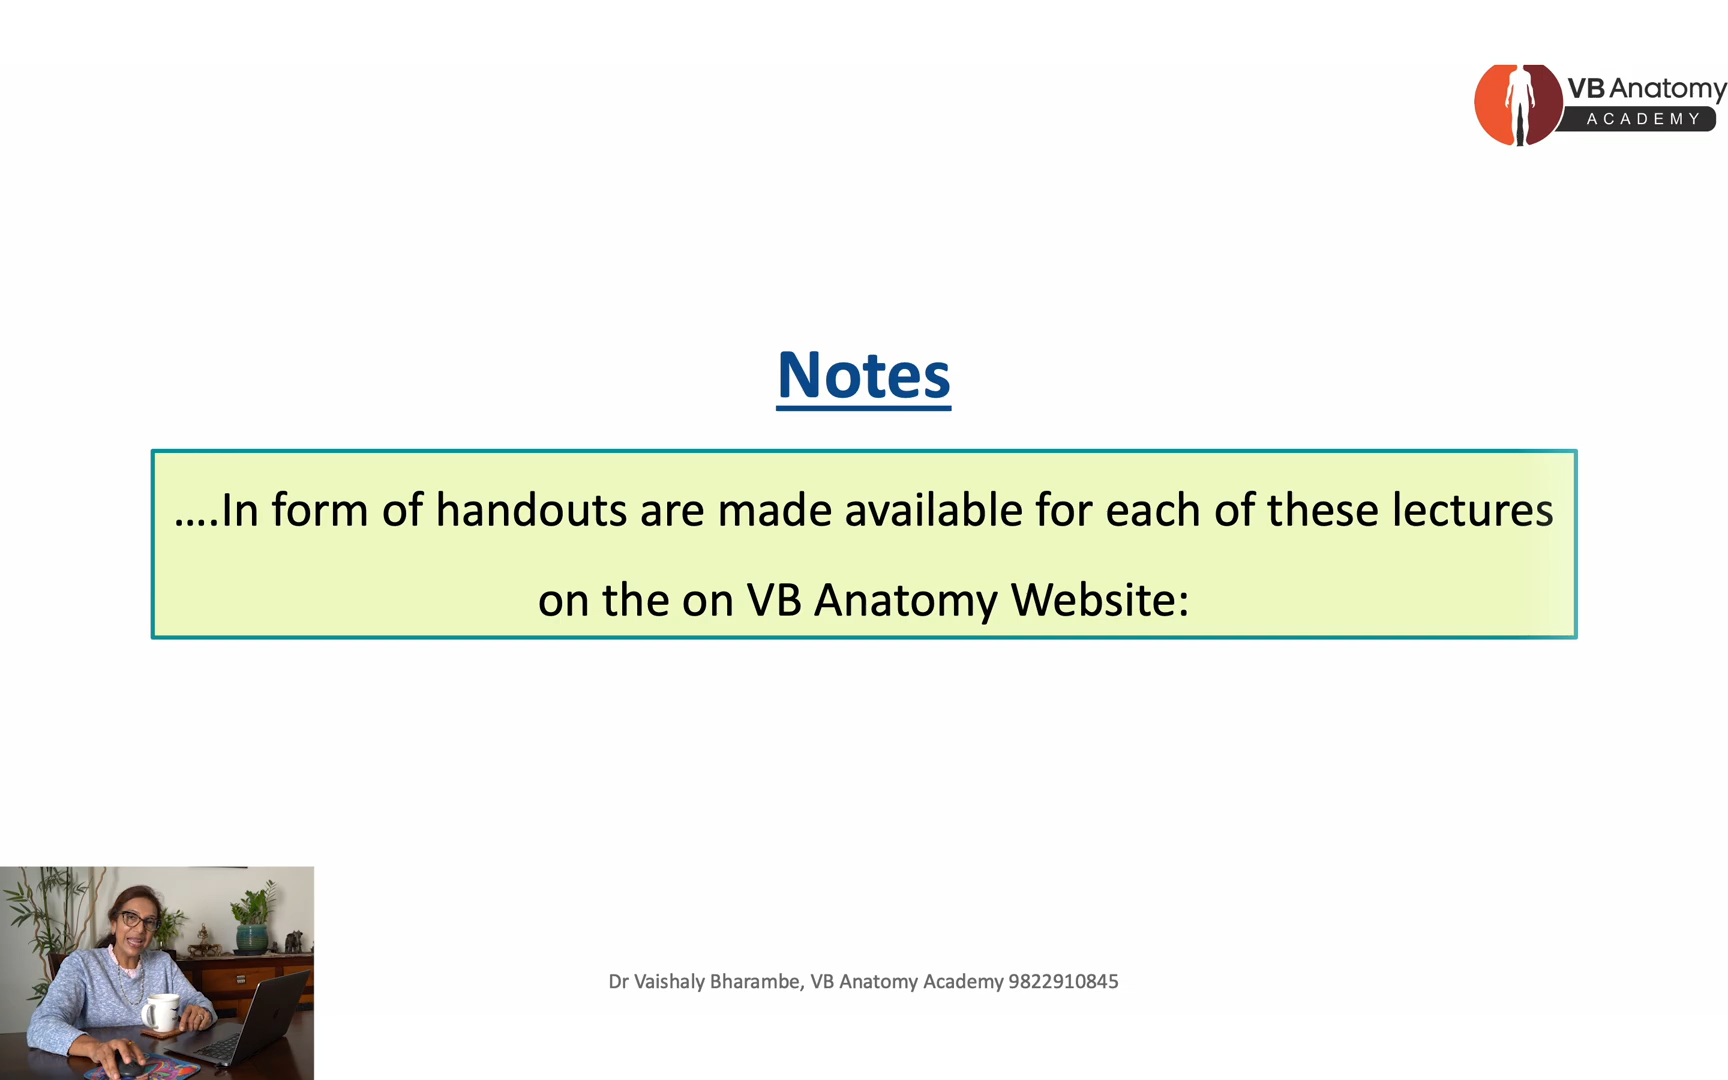 VB Anatomy
ACADEMY
Notes
....In form of handouts are made available for each of these lectures
on the on VB Anatomy Website:
Dr Vaishaly Bharambe, VB Anatomy Academy 9822910845